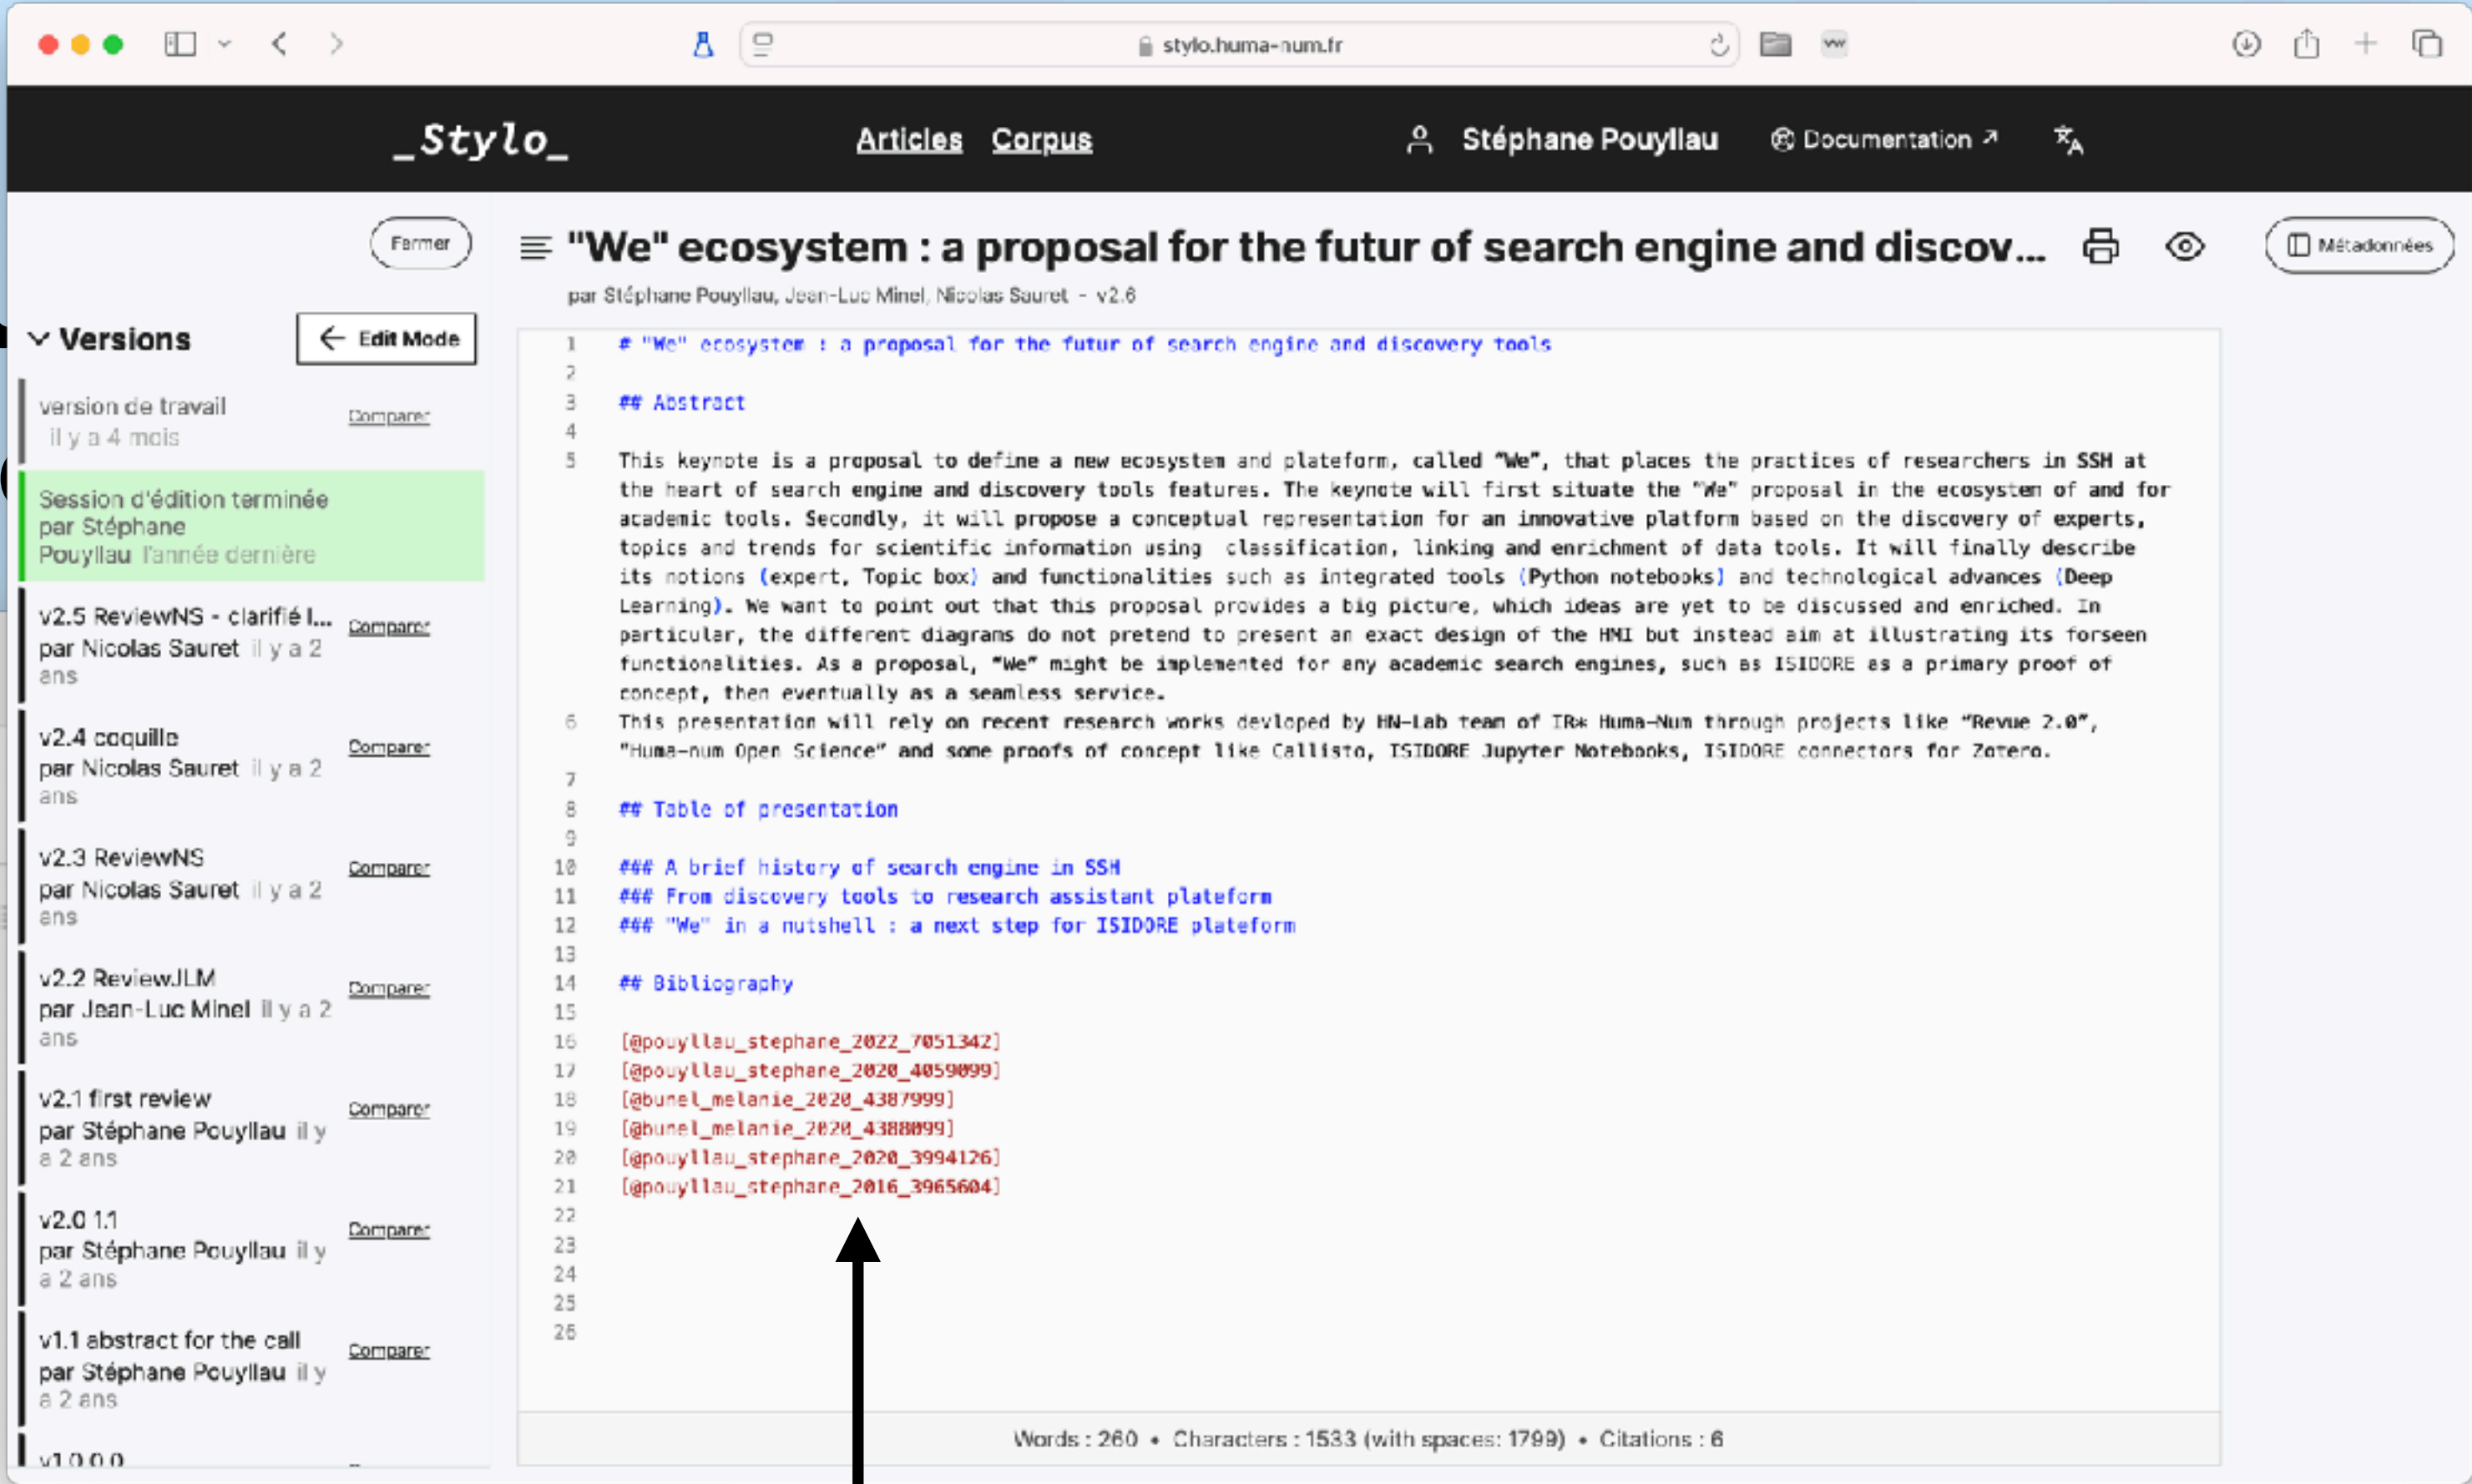 stylo.huma-num.fr
_Stylo_
Articles Corpus
Stéphane Pouyllau
Documentation ↗
Fermer
Versions
← Edit Mode
version de travail
il y a 4 mois
Comparer
Session d'édition terminée
par Stéphane
Pouyllau l'année dernière
v2.5 ReviewNS - clarifié l...
par Nicolas Sauret il y a 2
ans
Comparer
v2.4 coquille
par Nicolas Sauret il y a 2
ans
Comparer
v2.3 ReviewNS
par Nicolas Sauret il y a 2
ans
Comparer
v2.2 ReviewJLM
par Jean-Luc Minel il y a 2
ans
Comparer
v2.1 first review
par Stéphane Pouyllau il y
a 2 ans
Comparer
v2.0 1.1
par Stéphane Pouyllau il y
a 2 ans
Comparer
v1.1 abstract for the call
par Stéphane Pouyllau il y
a 2 ans
Comparer
v1.0 0.0
"We" ecosystem : a proposal for the futur of search engine and discov...
Métadonnées
par Stéphane Pouyllau, Jean-Luc Minel, Nicolas Sauret - v2.6
1 # "We" ecosystem : a proposal for the futur of search engine and discovery tools
2
3 ## Abstract
4
5 This keynote is a proposal to define a new ecosystem and plateform, called “We”, that places the practices of researchers in SSH at
the heart of search engine and discovery tools features. The keynote will first situate the “We” proposal in the ecosystem of and for
academic tools. Secondly, it will propose a conceptual representation for an innovative platform based on the discovery of experts,
topics and trends for scientific information using  classification, linking and enrichment of data tools. It will finally describe
its notions (expert, Topic box) and functionalities such as integrated tools (Python notebooks) and technological advances (Deep
Learning). We want to point out that this proposal provides a big picture, which ideas are yet to be discussed and enriched. In
particular, the different diagrams do not pretend to present an exact design of the HMI but instead aim at illustrating its forseen
functionalities. As a proposal, “We” might be implemented for any academic search engines, such as ISIDORE as a primary proof of
concept, then eventually as a seamless service.
6 This presentation will rely on recent research works devloped by HN-Lab team of IR* Huma-Num through projects like “Revue 2.0”,
“Huma-num Open Science” and some proofs of concept like Callisto, ISIDORE Jupyter Notebooks, ISIDORE connectors for Zotero.
7
8 ## Table of presentation
9
10 ### A brief history of search engine in SSH
11 ### From discovery tools to research assistant plateform
12 ### "We" in a nutshell : a next step for ISIDORE plateform
13
14 ## Bibliography
15
16 [@pouyllau_stephane_2022_7051342]
17 [@pouyllau_stephane_2020_4059099]
18 [@bunel_melanie_2020_4387999]
19 [@bunel_melanie_2020_4388099]
20 [@pouyllau_stephane_2020_3994126]
21 [@pouyllau_stephane_2016_3965604]
22
23
24
25
26
Words : 260 • Characters : 1533 (with spaces: 1799) • Citations : 6